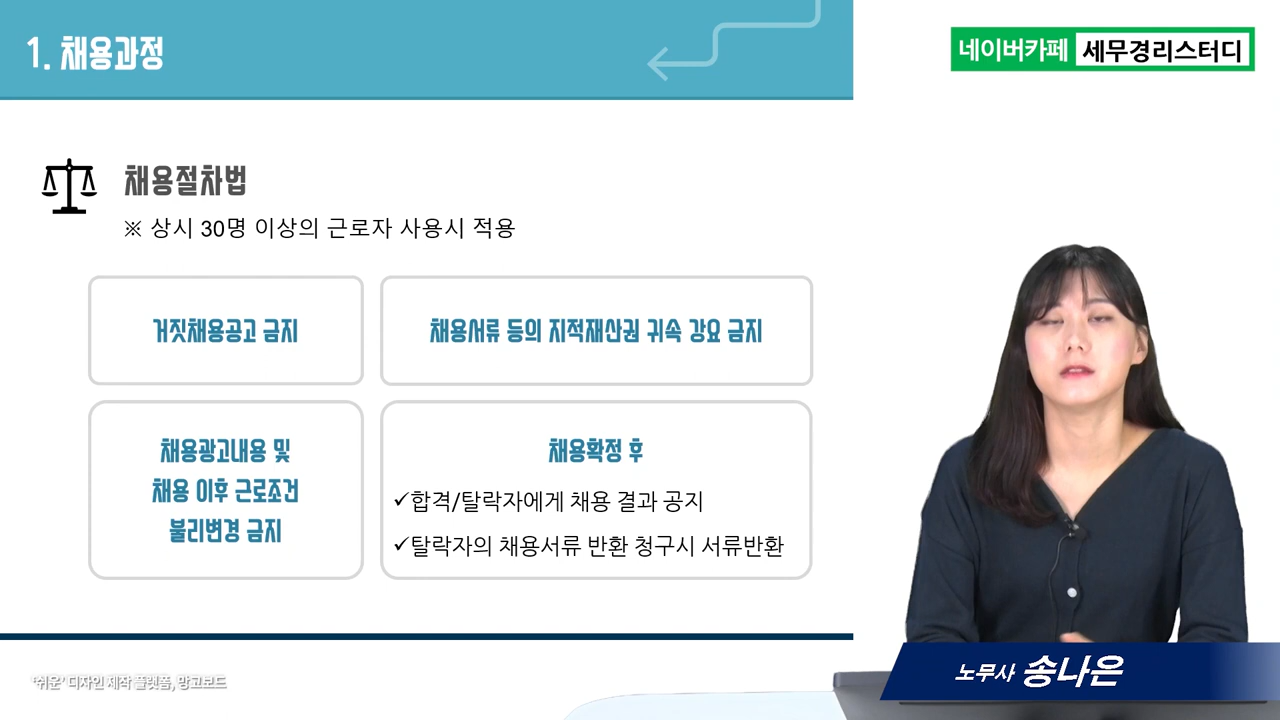 1. 채용과정
네이버카페 세무경리스터디
채용절차법
※ 상시 30명 이상의 근로자 사용시 적용
거짓채용공고 금지
채용서류 등의 지적재산권 귀속 강요 금지
채용광고내용 및
채용 이후 근로조건
불리변경 금지
채용확정 후
✓합격/탈락자에게 채용 결과 공지
✓탈락자의 채용서류 반환 청구시 서류반환
노무사 송나은
'쉬운' 디자인 제작 플랫폼, 망고보드